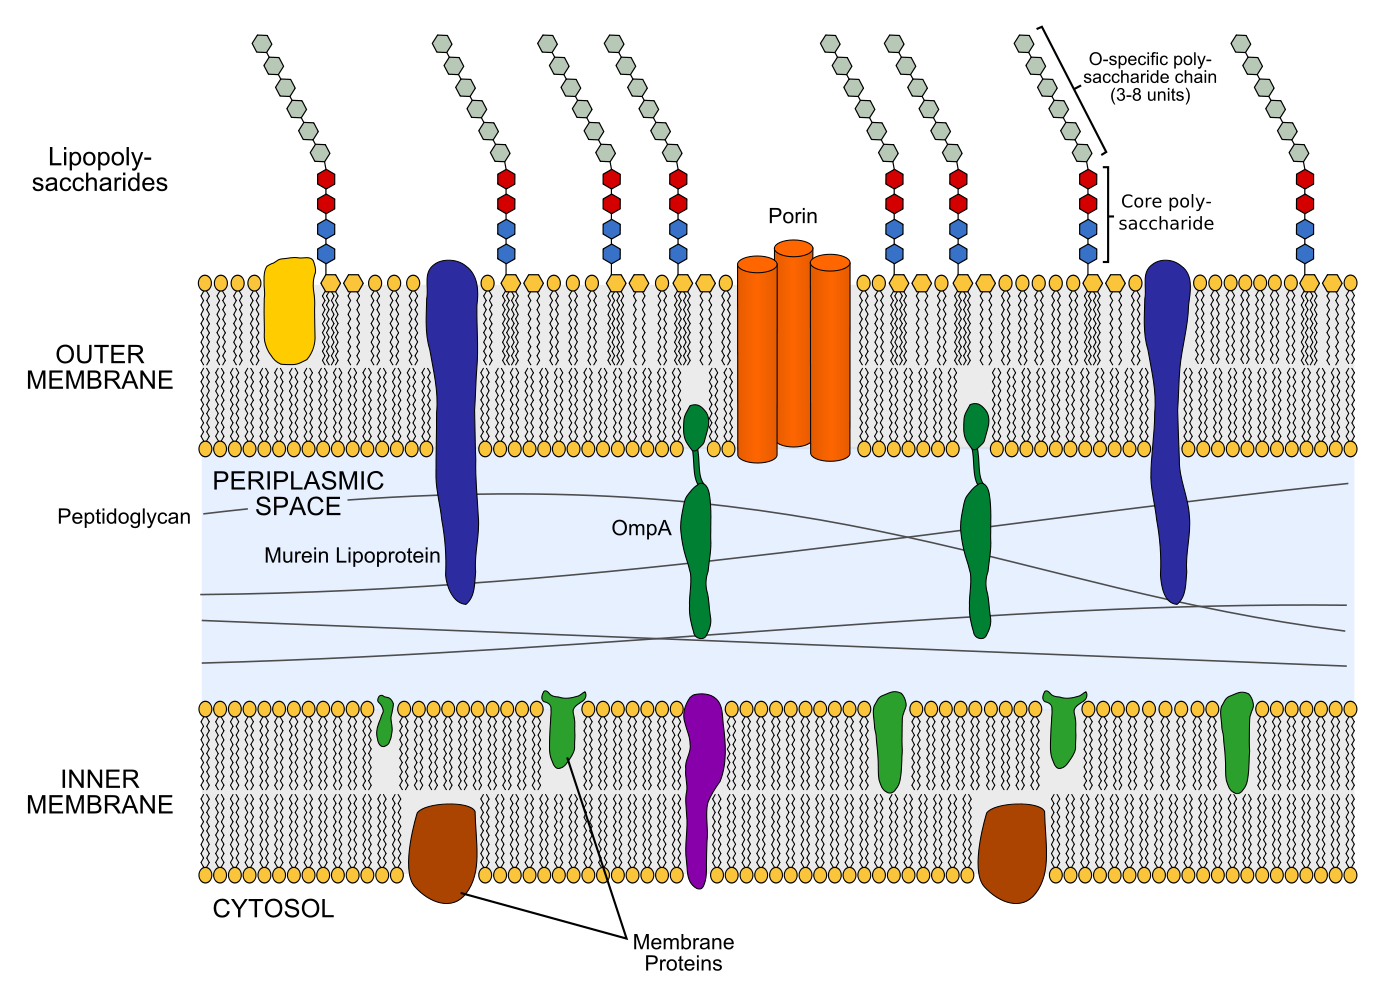 O-specific poly-
saccharide chain
(3-8 units)
Lipopoly-
saccharides
Core poly-
saccharide
Porin
OUTER
MEMBRANE
PERIPLASMIC
SPACE
Peptidoglycan
OmpA
Murein Lipoprotein
INNER
MEMBRANE
CYTOSOL
Membrane
Proteins